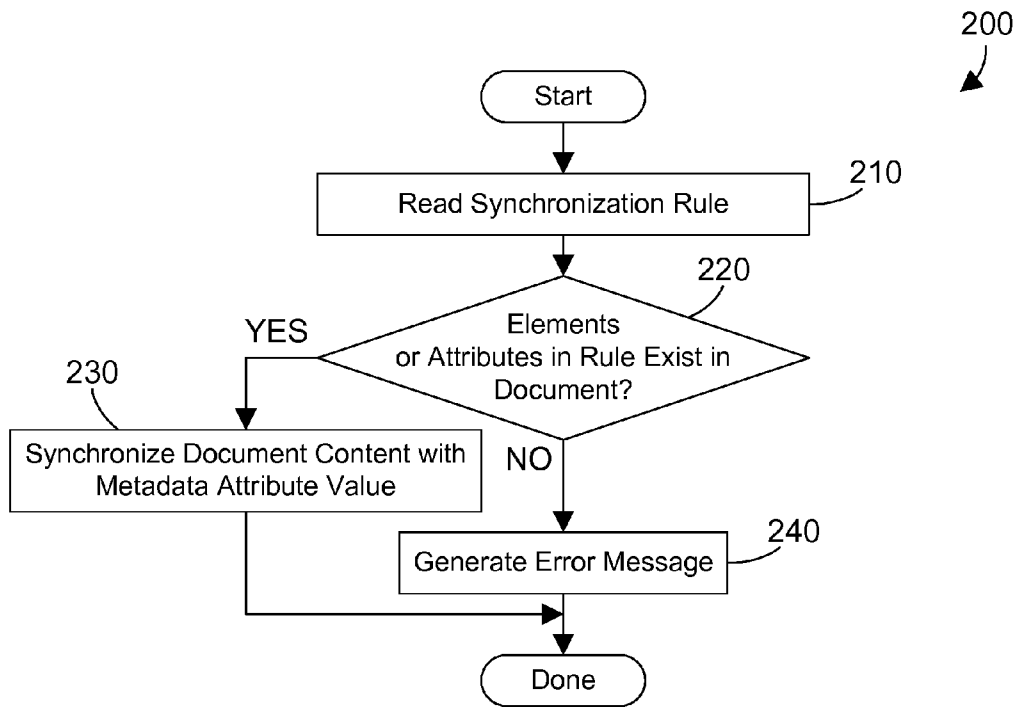 200
Start
210
Read Synchronization Rule
220
Elements
or Attributes in Rule Exist in
Document?
YES
230
Synchronize Document Content with
Metadata Attribute Value
NO
240
Generate Error Message
Done